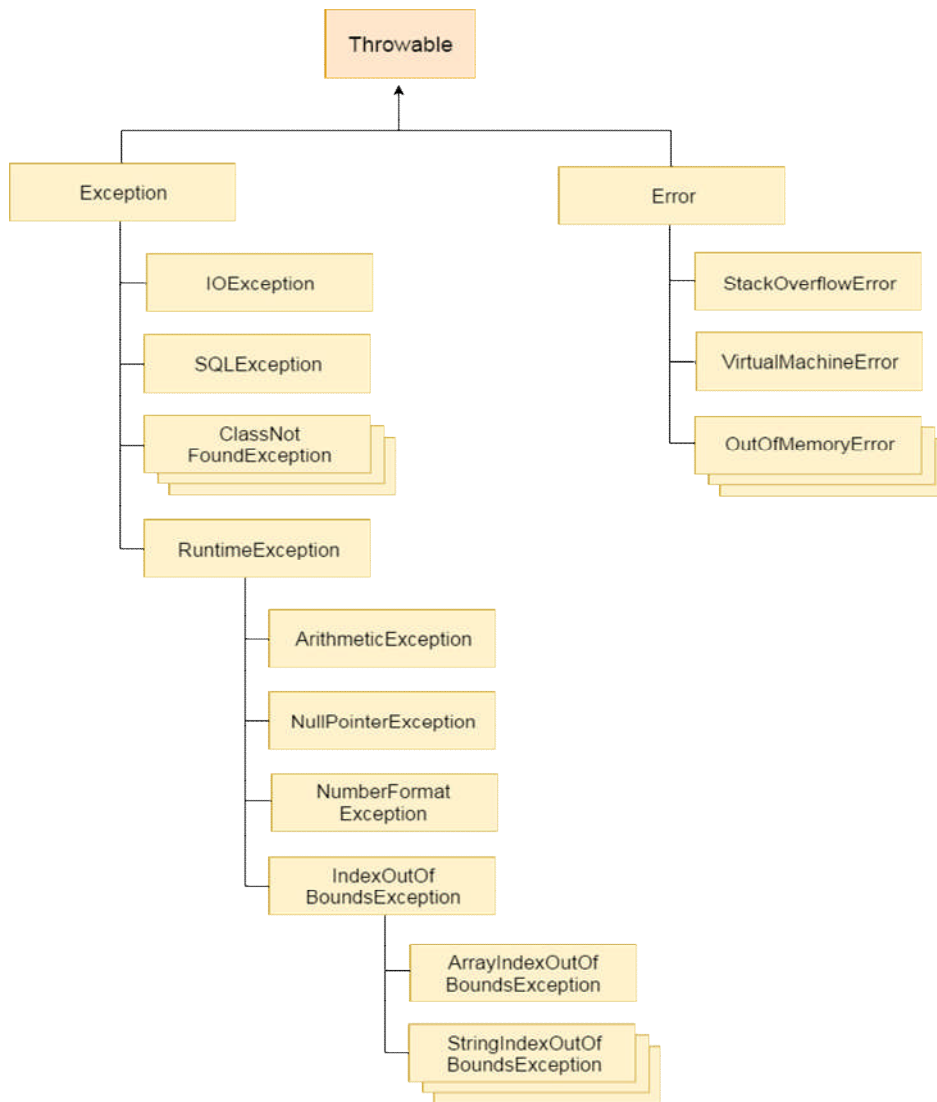 Throwable
Exception
Error
IOException
StackOverflowError
SQLException
VirtualMachineError
ClassNot
FoundException
OutOfMemoryError
RuntimeException
ArithmeticException
NullPointerException
NumberFormat
Exception
IndexOutOf
BoundsException
ArrayIndexOutOf
BoundsException
StringIndexOutOf
BoundsException